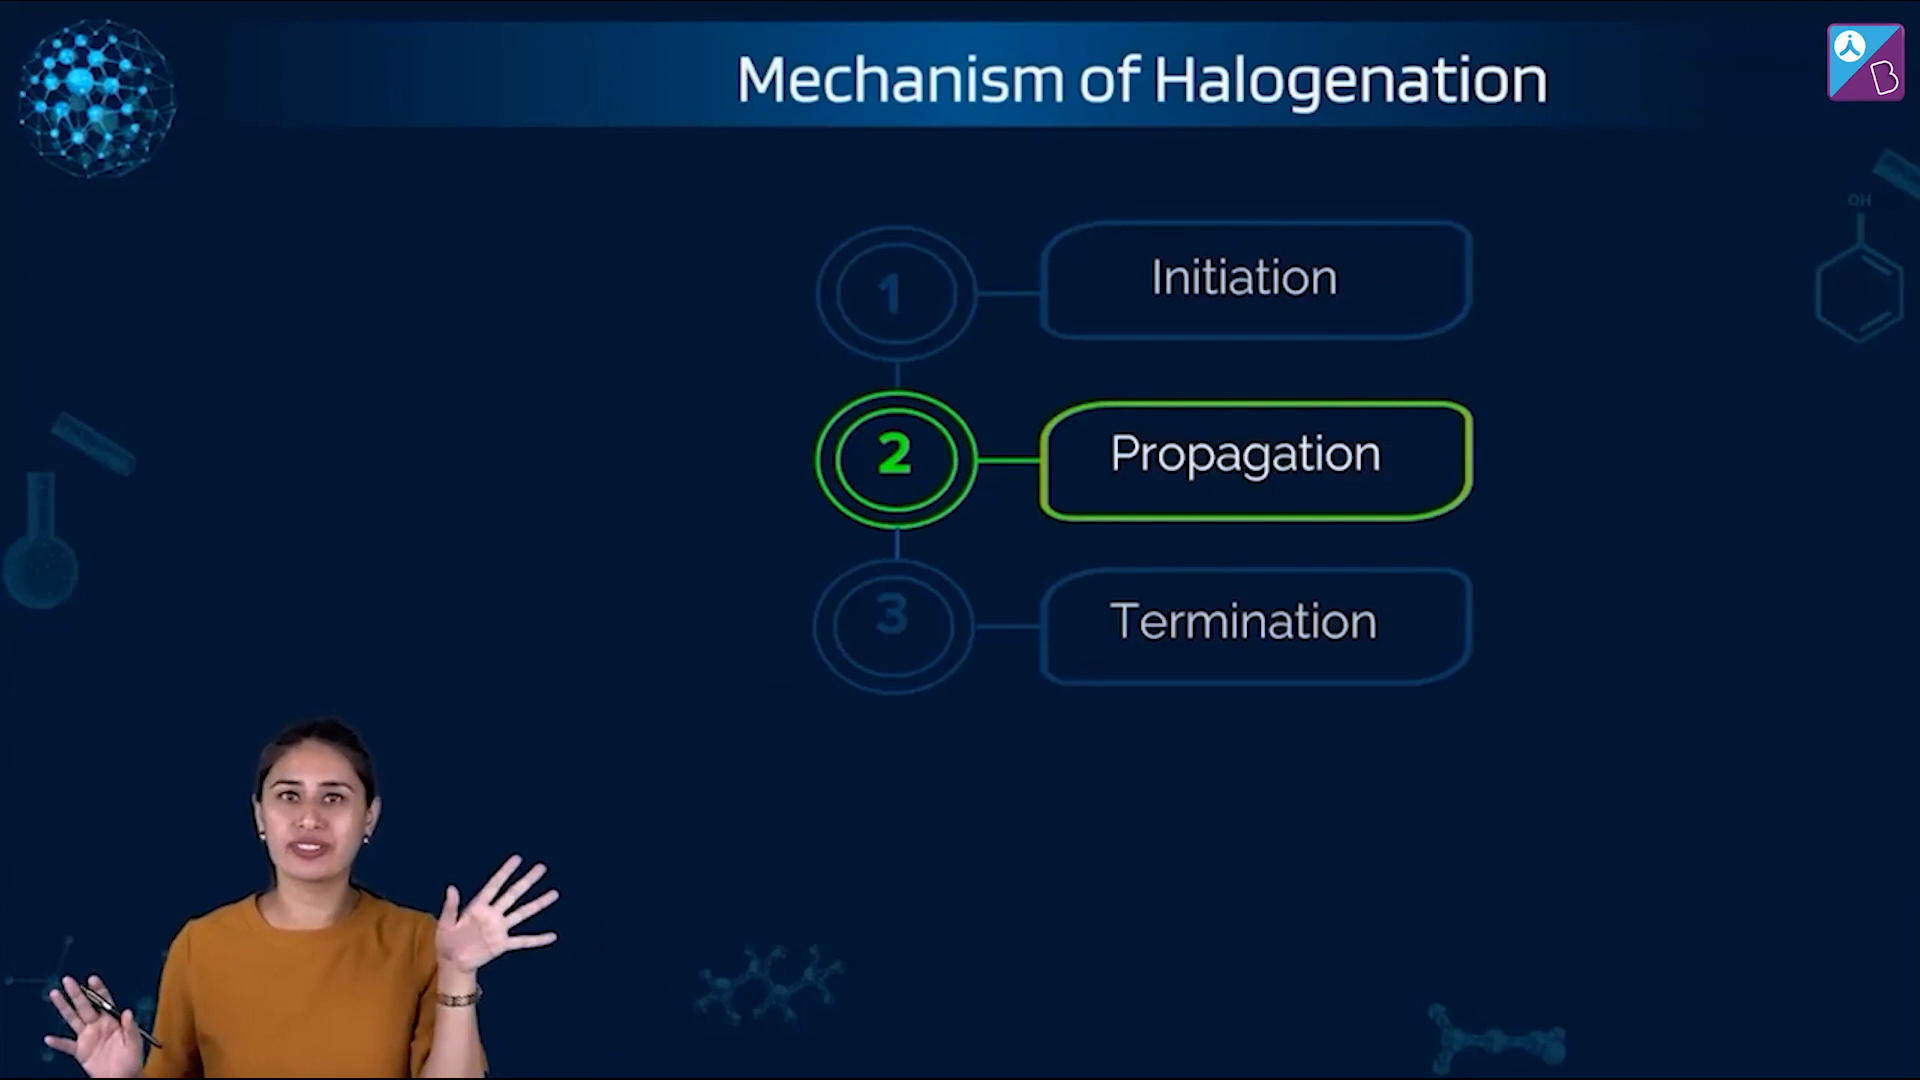 Mechanism of Halogenation
B
OH
1
Initiation
2
Propagation
3
Termination